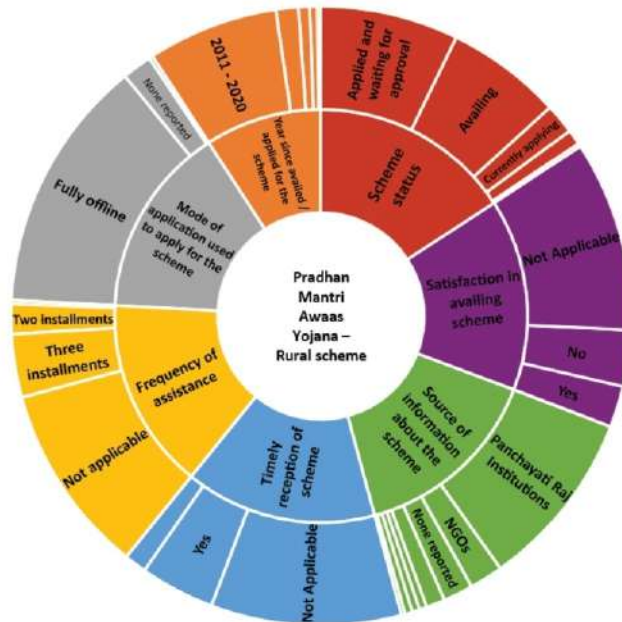 Pradhan
Mantri
Awaas
Yojana –
Rural scheme
Scheme
status
Applied and
waiting for
approval
Availing
Currently applying
Satisfaction in
availing
scheme
Not Applicable
No
Yes
Source of
information
about the
scheme
Panchayati Raj
Institutions
NGOs
None reported
Timely
reception of
scheme
Not Applicable
Yes
Frequency of
assistance
Not applicable
Three
installments
Two installments
Mode of
application used
to apply for the
scheme
Fully offline
None reported
Year since availed /
applied for the
scheme
2011 - 2020